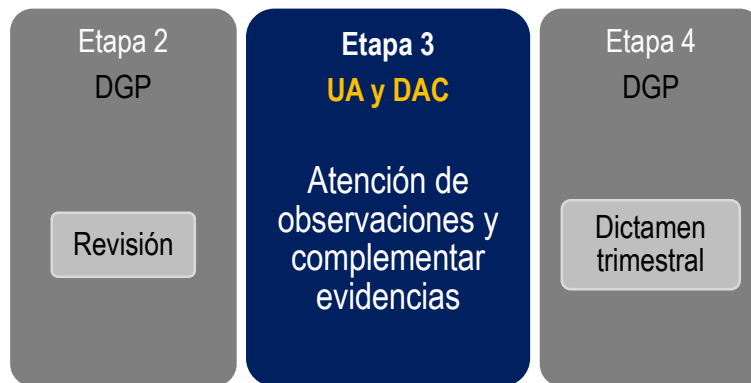 Etapa 2
DGP
Revisión
Etapa 3
UA y DAC
Atención de
observaciones y
complementar
evidencias
Etapa 4
DGP
Dictamen
trimestral